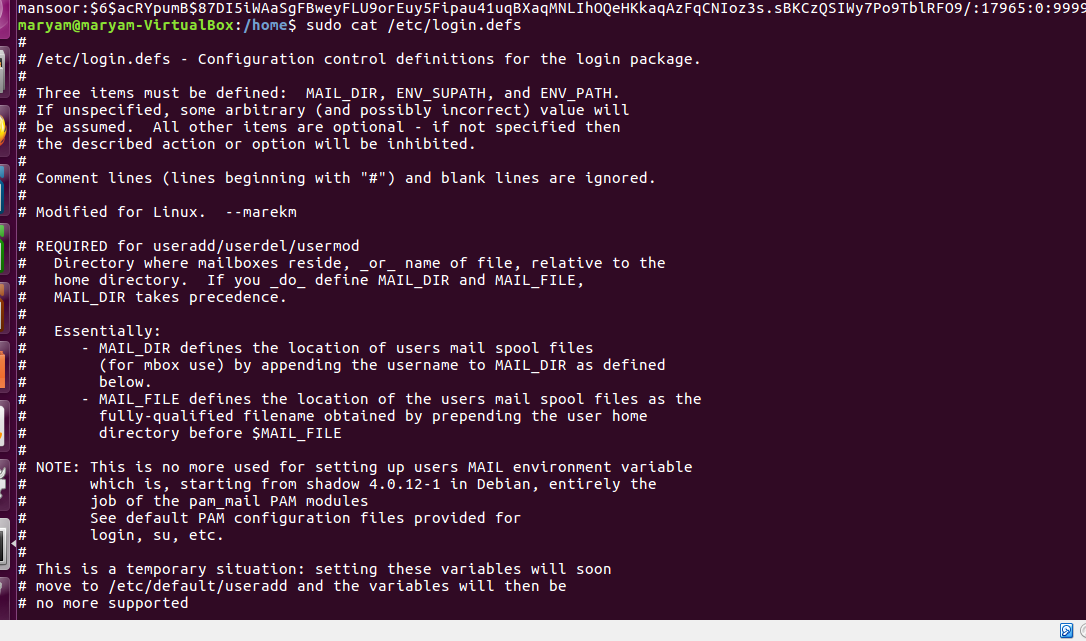 mansoor:$6$acRYpumB$87DI5iWAaSgFBweyFLU9orEuy5Fipau41uqBXaqMNLIhOQeHKkaqAzFqCNIoz3s.sBKCzQSIWy7Po9TblRFO9/:17965:0:9999
maryam@maryam-VirtualBox:/home$ sudo cat /etc/login.defs
#
# /etc/login.defs - Configuration control definitions for the login package.
#
# Three items must be defined:  MAIL_DIR, ENV_SUPATH, and ENV_PATH.
# If unspecified, some arbitrary (and possibly incorrect) value will
# be assumed.  All other items are optional - if not specified then
# the described action or option will be inhibited.
#
# Comment lines (lines beginning with "#") and blank lines are ignored.
#
# Modified for Linux.  --marekm

# REQUIRED for useradd/userdel/usermod
#   Directory where mailboxes reside, _or_ name of file, relative to the
#   home directory.  If you _do_ define MAIL_DIR and MAIL_FILE,
#   MAIL_DIR takes precedence.
#
#   Essentially:
#      - MAIL_DIR defines the location of users mail spool files
#        (for mbox use) by appending the username to MAIL_DIR as defined
#        below.
#      - MAIL_FILE defines the location of the users mail spool files as the
#        fully-qualified filename obtained by prepending the user home
#        directory before $MAIL_FILE
#
# NOTE: This is no more used for setting up users MAIL environment variable
#       which is, starting from shadow 4.0.12-1 in Debian, entirely the
#       job of the pam_mail PAM modules
#       See default PAM configuration files provided for
#       login, su, etc.
#
# This is a temporary situation: setting these variables will soon
# move to /etc/default/useradd and the variables will then be
# no more supported